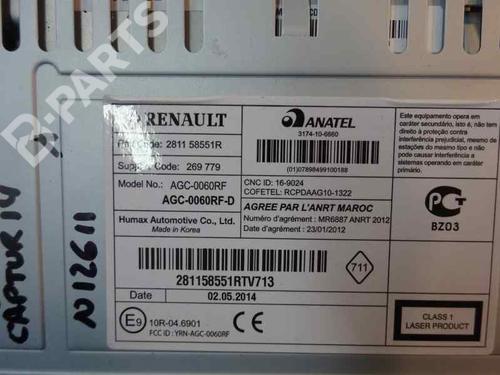 B-PARTS
RENAULT
Code: 2811 58551R
Supplier Code: 269 779
Model No.: AGC-0060RF
AGC-0060RF-D
Humax Automotive Co., Ltd.
Made in Korea
ANATEL
3174-10-6660
(01)07898499100188
CNC ID: 16-9024
COFETEL: RCPDAAG10-1322
AGREE PAR L'ANRT MAROC
Numéro d'agrément: MR6887 ANRT 2012
Date d'agrément: 23/01/2012
Este equipamento opera em
caráter secundário, isto é, não
tem direito à proteção contra
interferência prejudicial, mesmo
de estações do mesmo tipo e não
pode causar interferência a
sistemas operando em caráter
primário.
PCT
BZ03
281158551RTV713
711
Date 02.05.2014
E9 10R-04.6901
FCC ID: YRN-AGC-0060RF
CLASS 1
LASER PRODUCT
CAPTUR 14
N12611